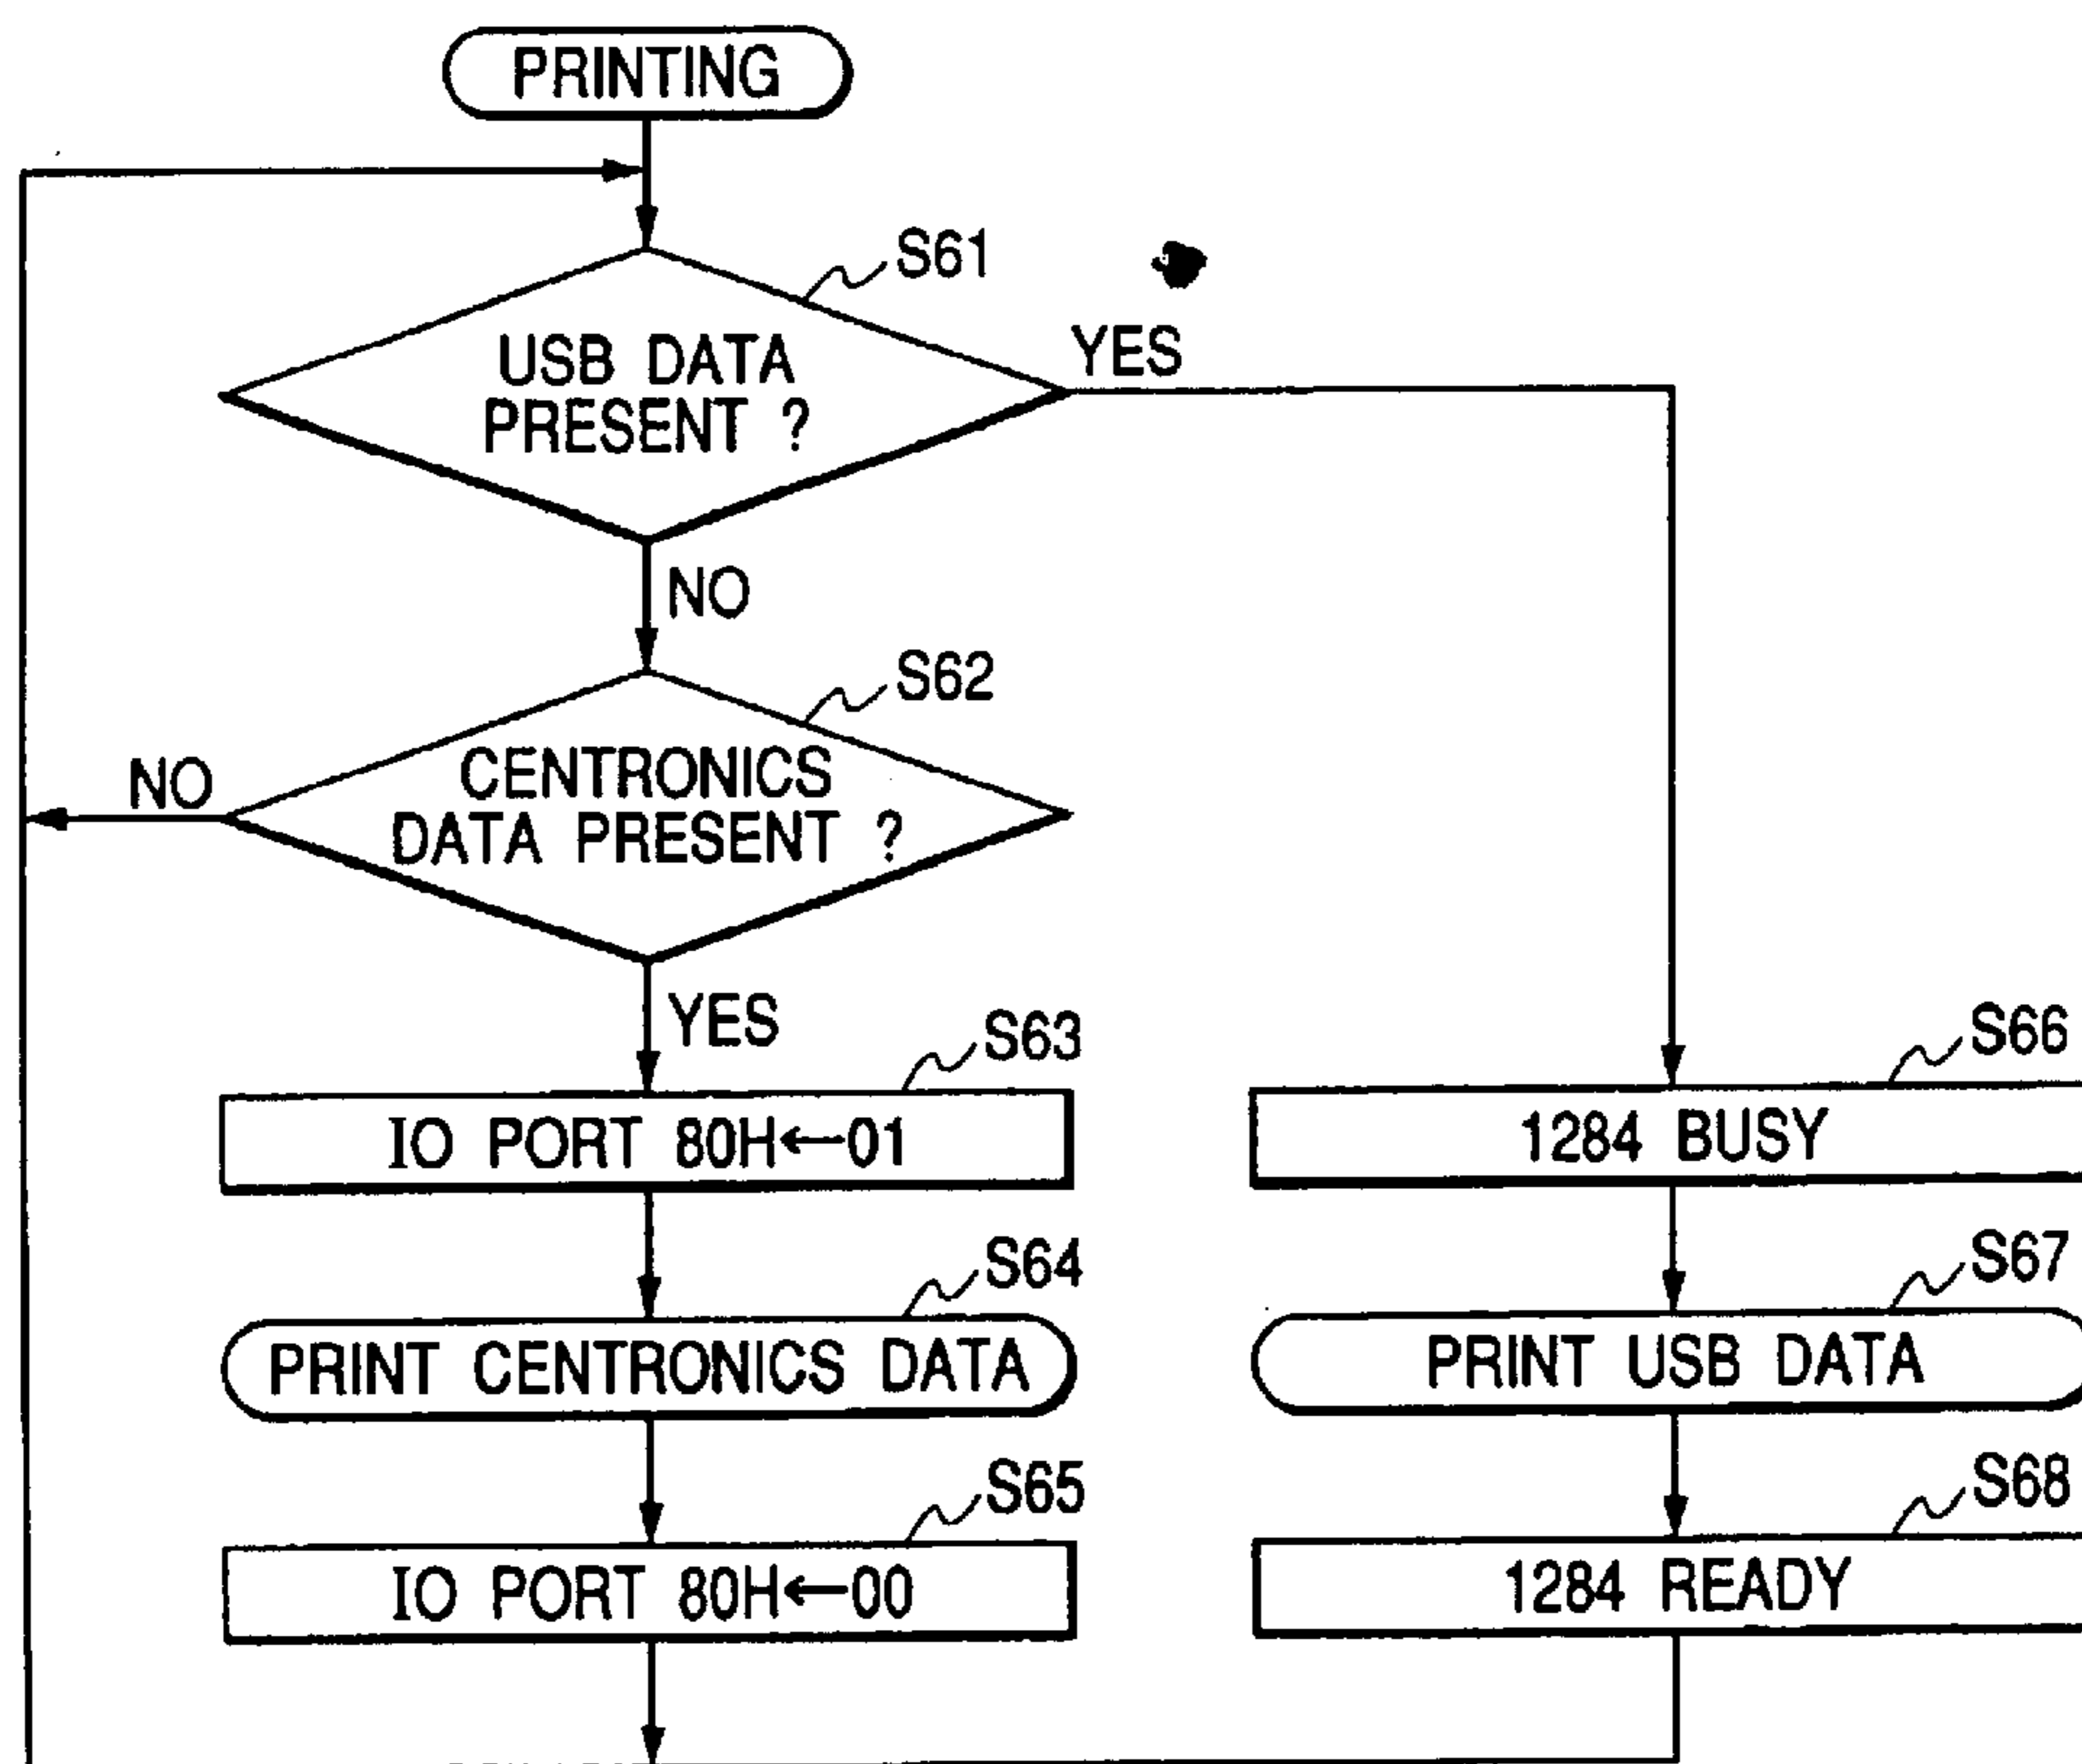 PRINTING
S61
USB DATA
PRESENT ?
YES
NO
S62
CENTRONICS
DATA PRESENT ?
NO
YES
S63
IO PORT 80H←01
S66
1284 BUSY
S64
PRINT CENTRONICS DATA
S67
PRINT USB DATA
S65
IO PORT 80H←00
S68
1284 READY